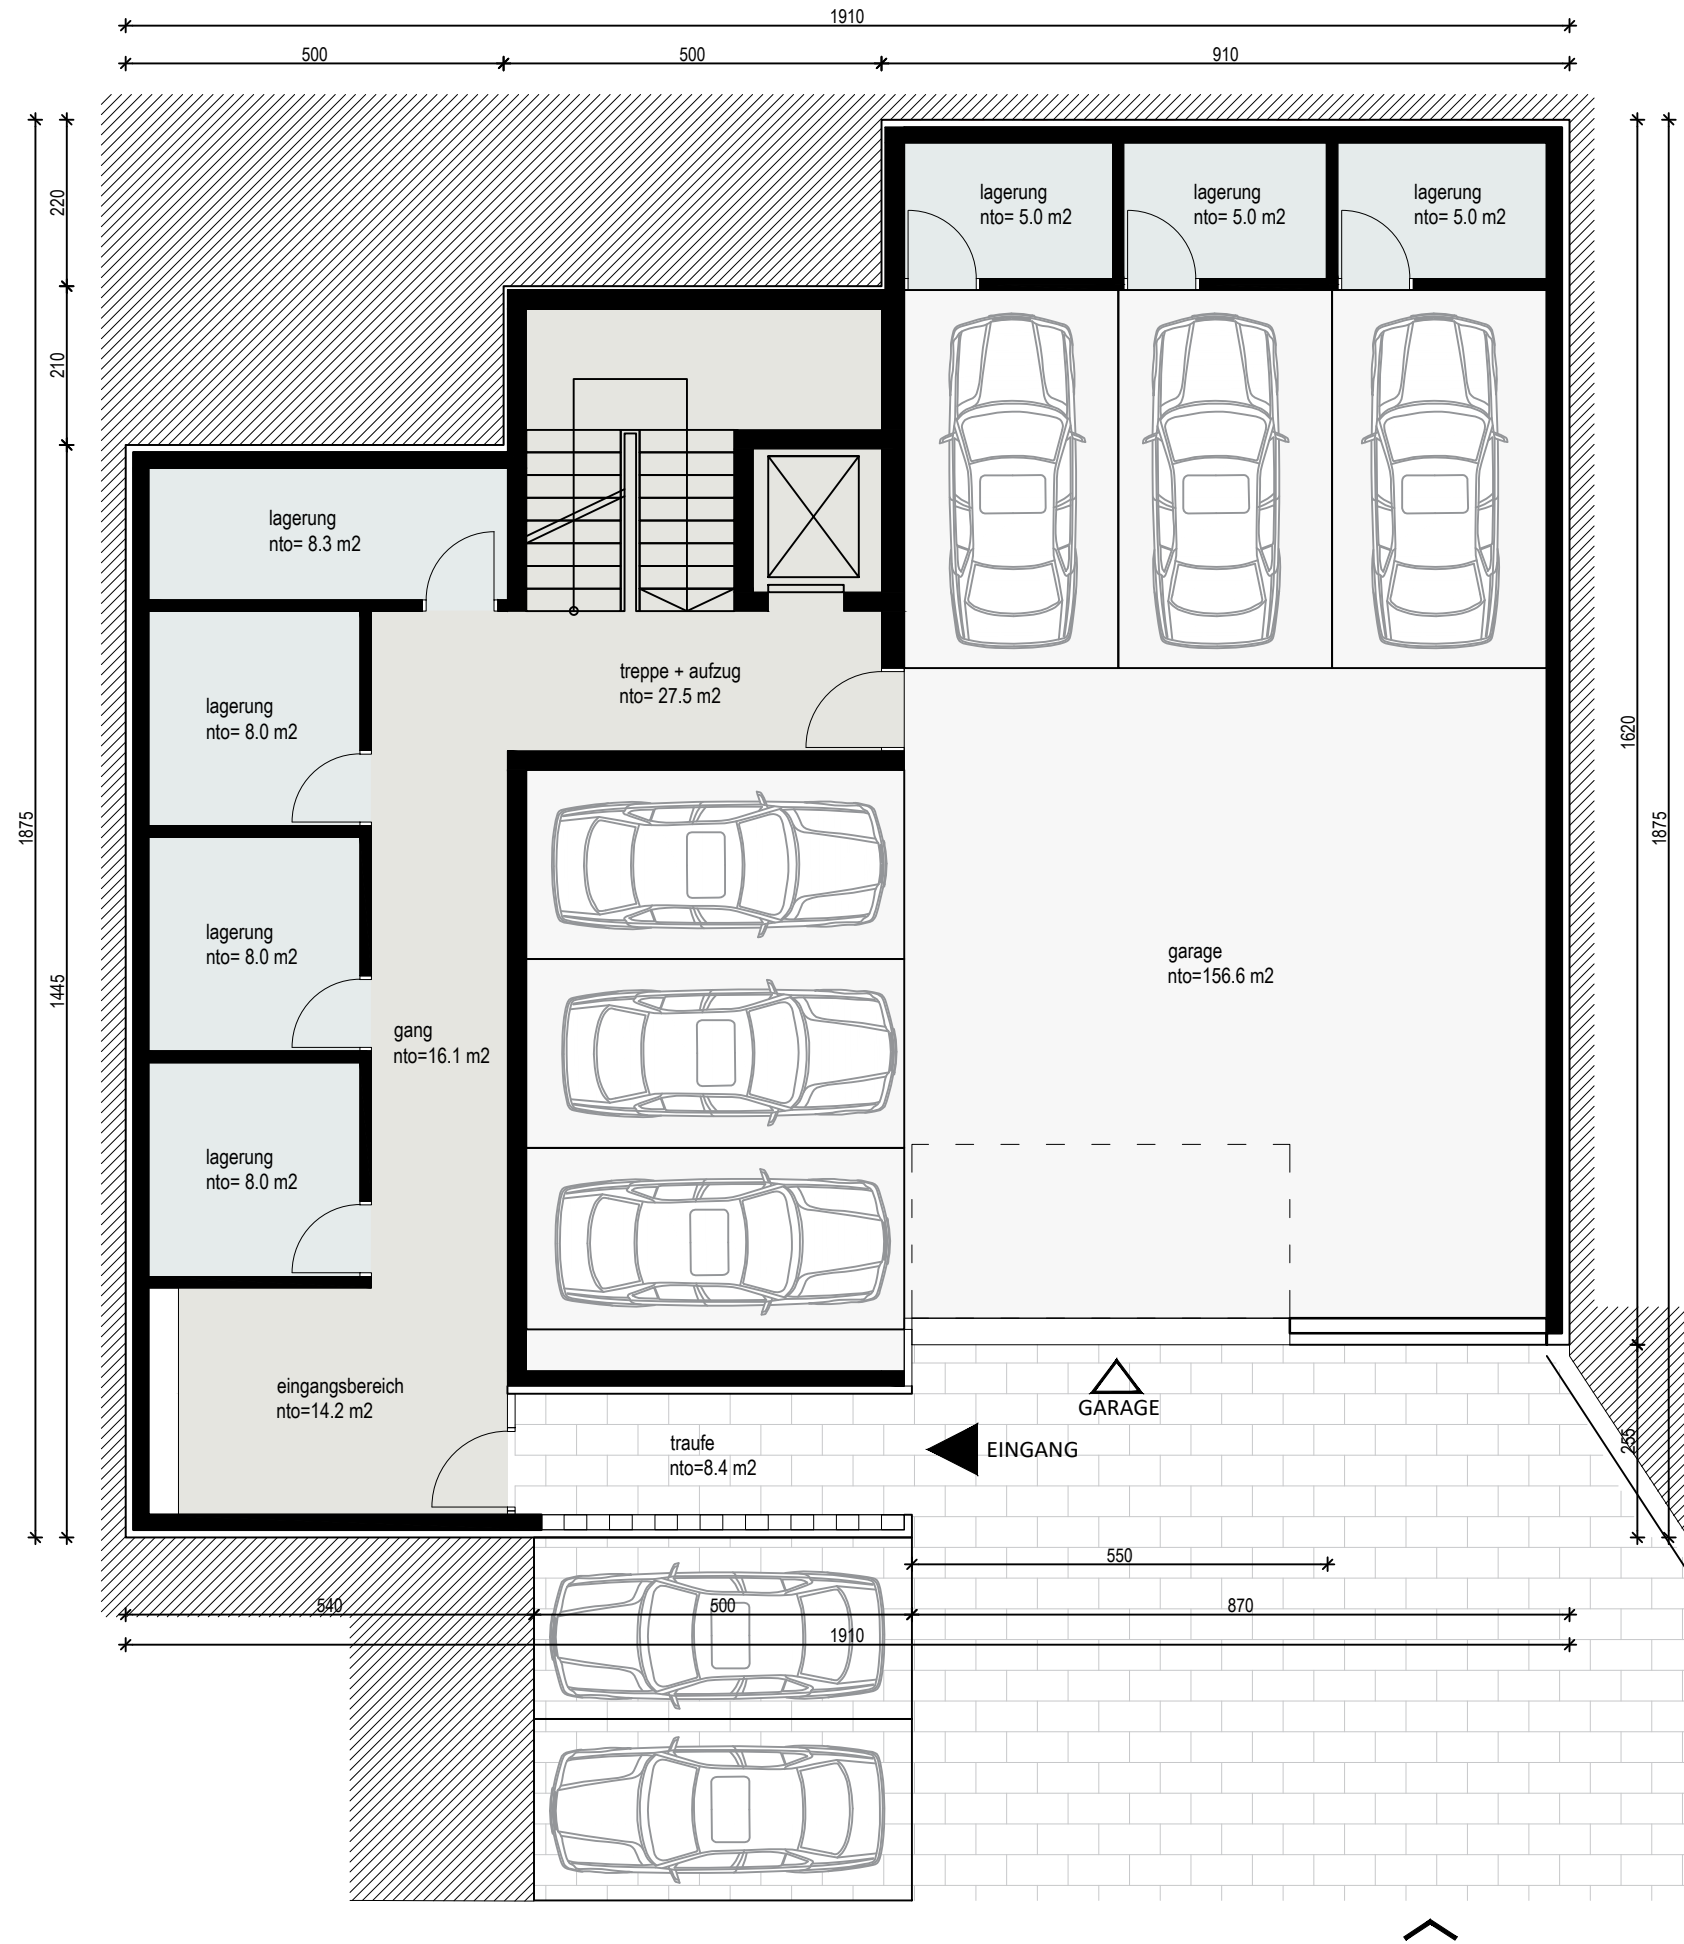 1910
500
500
910
220
210
1445
1875
1620
1875
255
lagerung
nto= 5.0 m2
lagerung
nto= 5.0 m2
lagerung
nto= 5.0 m2
lagerung
nto= 8.3 m2
treppe + aufzug
nto= 27.5 m2
lagerung
nto= 8.0 m2
lagerung
nto= 8.0 m2
garage
nto=156.6 m2
gang
nto=16.1 m2
lagerung
nto= 8.0 m2
eingangsbereich
nto=14.2 m2
GARAGE
traufe
nto=8.4 m2
EINGANG
550
540
500
870
1910